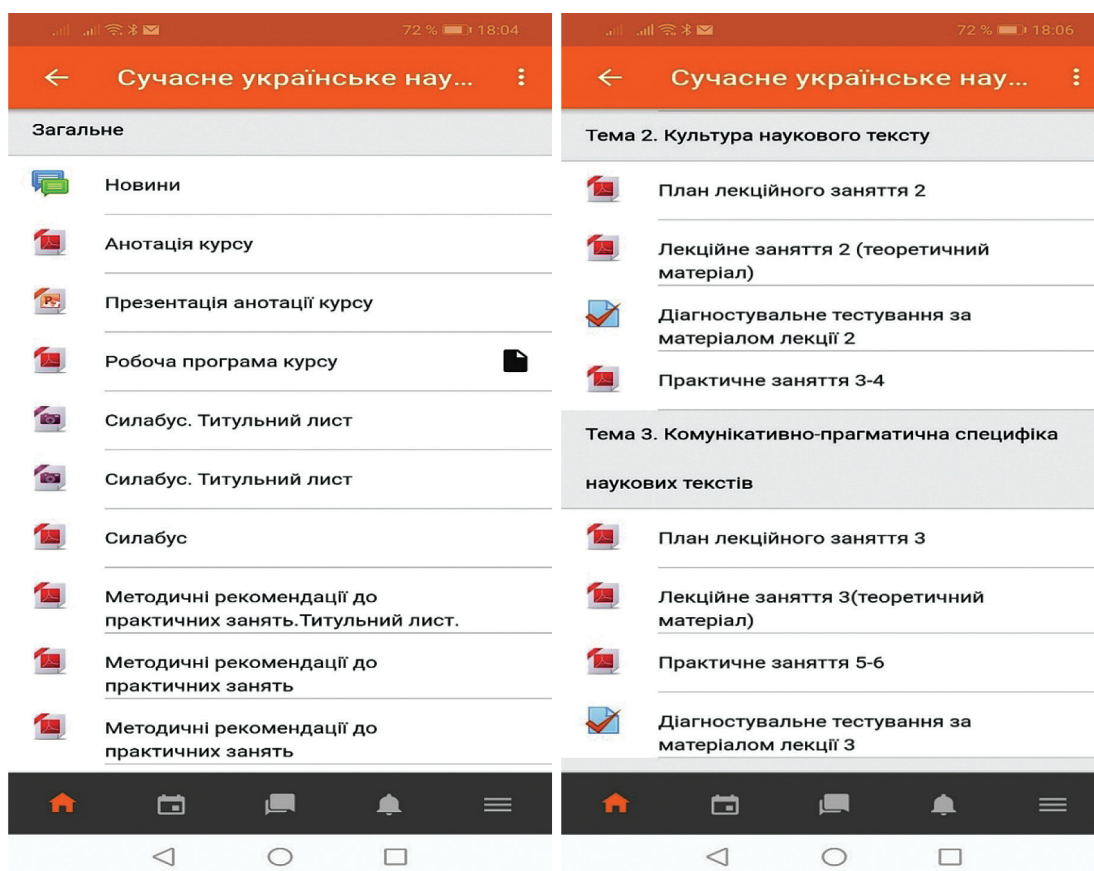 72 % 18:04
Сучасне українське нау...
Загальне
Новини
Анотація курсу
Презентація анотації курсу
Робоча програма курсу
Силабус. Титульний лист
Силабус. Титульний лист
Силабус
Методичні рекомендації до
практичних занять.Титульний лист.
Методичні рекомендації до
практичних занять
Методичні рекомендації до
практичних занять
72 % 18:06
Сучасне українське нау...
Тема 2. Культура наукового тексту
План лекційного заняття 2
Лекційне заняття 2 (теоретичний
матеріал)
Діагностувальне тестування за
матеріалом лекції 2
Практичне заняття 3-4
Тема 3. Комунікативно-прагматична специфіка
наукових текстів
План лекційного заняття 3
Лекційне заняття 3(теоретичний
матеріал)
Практичне заняття 5-6
Діагностувальне тестування за
матеріалом лекції 3